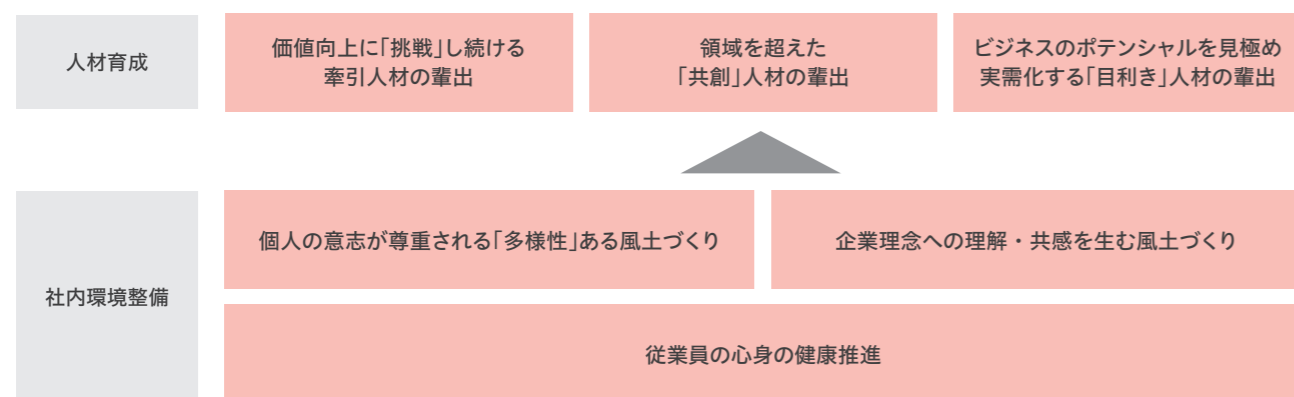 人材育成
価値向上に「挑戦」し続ける
牽引人材の輩出
領域を超えた
「共創」人材の輩出
ビジネスのポテンシャルを見極め
実需化する「目利き」人材の輩出
社内環境整備
個人の意志が尊重される「多様性」ある風土づくり
企業理念への理解・共感を生む風土づくり
従業員の心身の健康推進